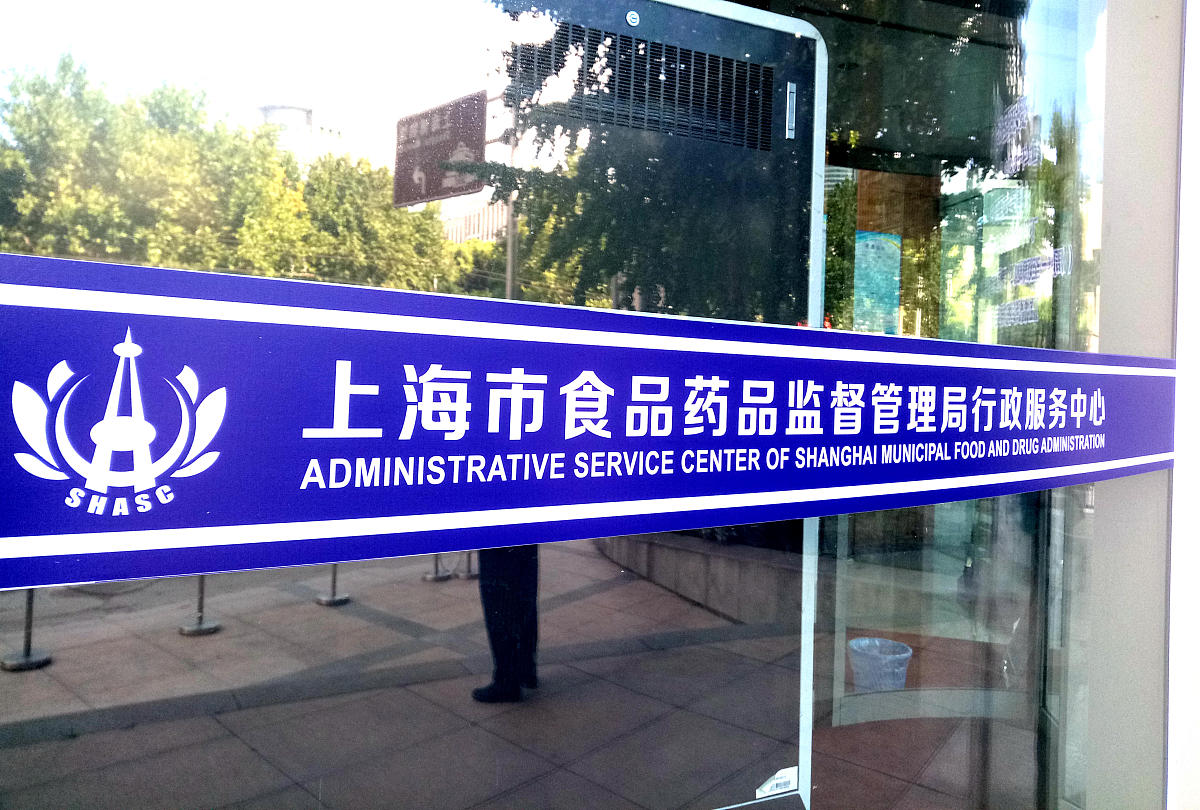 上海市食品药品监督管理局行政服务中心
ADMINISTRATIVE SERVICE CENTER OF SHANGHAI MUNICIPAL FOOD AND DRUG ADMINISTRATION
SHASC